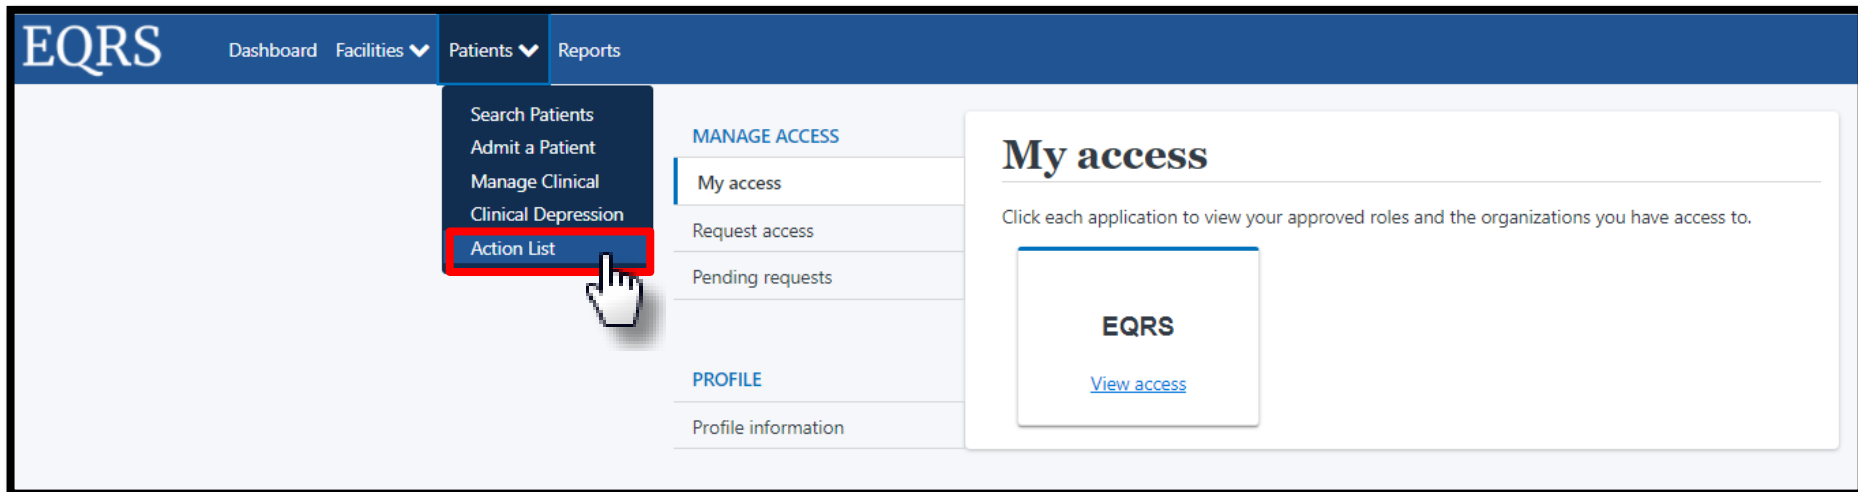 EQRS
Dashboard Facilities Patients Reports
Search Patients
Admit a Patient
Manage Clinical
Clinical Depression
Action List
MANAGE ACCESS
My access
Request access
Pending requests
PROFILE
Profile information
My access
Click each application to view your approved roles and the organizations you have access to.
EQRS
View access